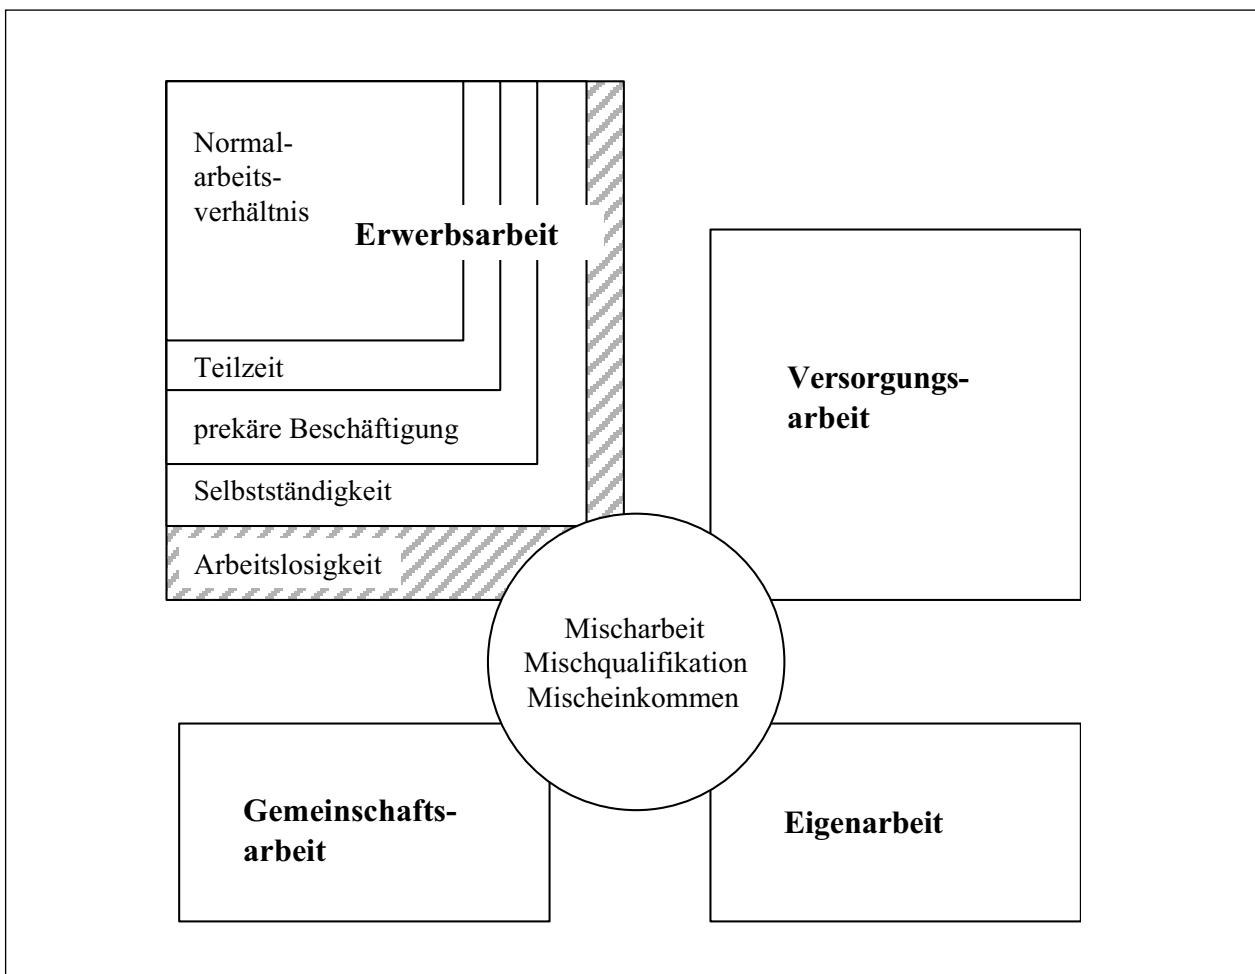 Normal-
arbeits-
verhältnis
Erwerbsarbeit
Teilzeit
prekäre Beschäftigung
Selbstständigkeit
Arbeitslosigkeit
Versorgungs-
arbeit
Mischarbeit
Mischqualifikation
Mischeinkommen
Gemeinschafts-
arbeit
Eigenarbeit